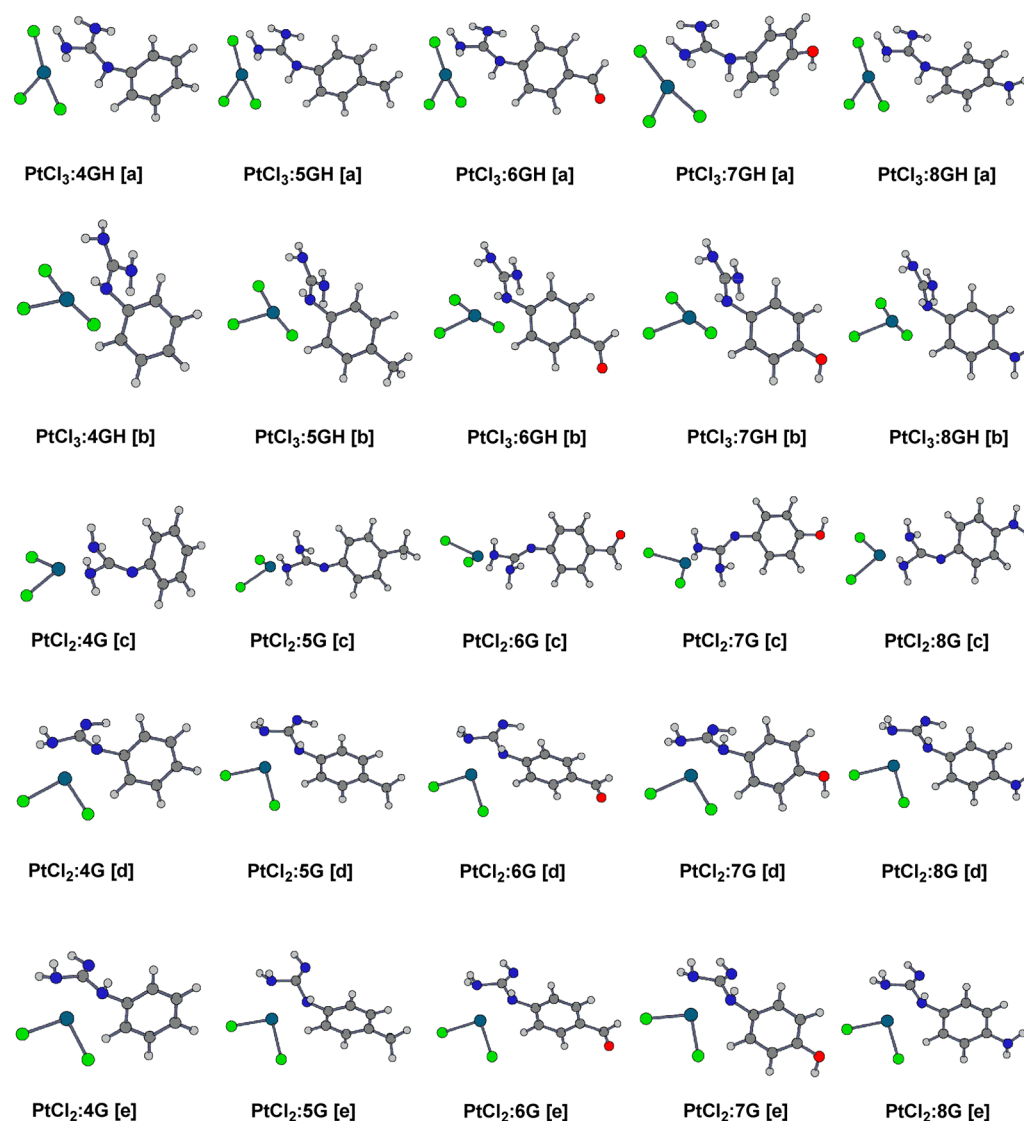 PtCl₃:4GH [a] PtCl₃:5GH [a] PtCl₃:6GH [a] PtCl₃:7GH [a] PtCl₃:8GH [a]
PtCl₃:4GH [b] PtCl₃:5GH [b] PtCl₃:6GH [b] PtCl₃:7GH [b] PtCl₃:8GH [b]
PtCl₂:4G [c] PtCl₂:5G [c] PtCl₂:6G [c] PtCl₂:7G [c] PtCl₂:8G [c]
PtCl₂:4G [d] PtCl₂:5G [d] PtCl₂:6G [d] PtCl₂:7G [d] PtCl₂:8G [d]
PtCl₂:4G [e] PtCl₂:5G [e] PtCl₂:6G [e] PtCl₂:7G [e] PtCl₂:8G [e]